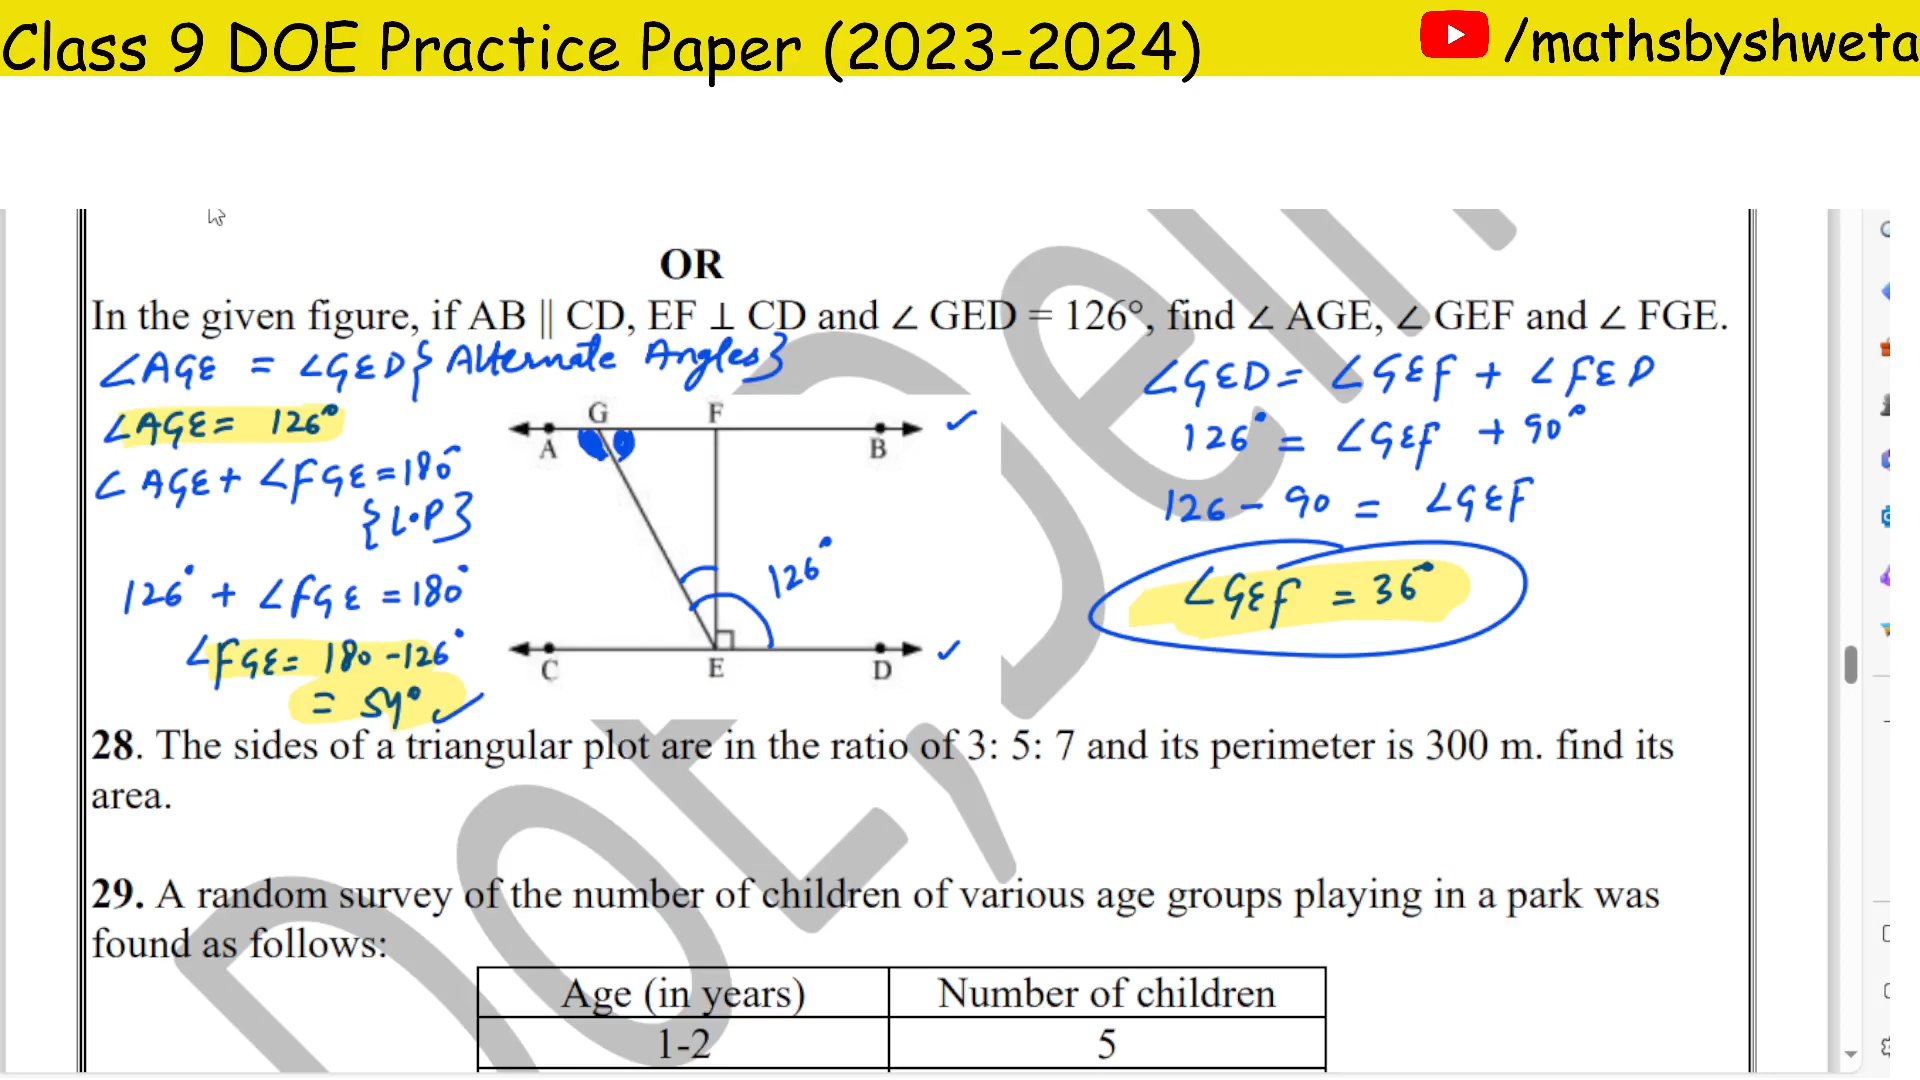 Class 9 DOE Practice Paper (2023-2024)
/mathsbyshweta
OR
In the given figure, if AB || CD, EF ⊥ CD and ∠ GED = 126°, find ∠ AGE, ∠ GEF and ∠ FGE.
∠AGE = ∠GED { Alternate Angles }
∠AGE = 126°
∠AGE + ∠FGE = 180°
{L.P}
126° + ∠FGE = 180°
∠FGE = 180 - 126°
= 54°
G F
A B
126°
C E D
∠GED = ∠GEF + ∠FED
126° = ∠GEF + 90°
126 - 90 = ∠GEF
∠GEF = 36°
28. The sides of a triangular plot are in the ratio of 3: 5: 7 and its perimeter is 300 m. find its
area.
29. A random survey of the number of children of various age groups playing in a park was
found as follows:
Age (in years) Number of children
1-2 5